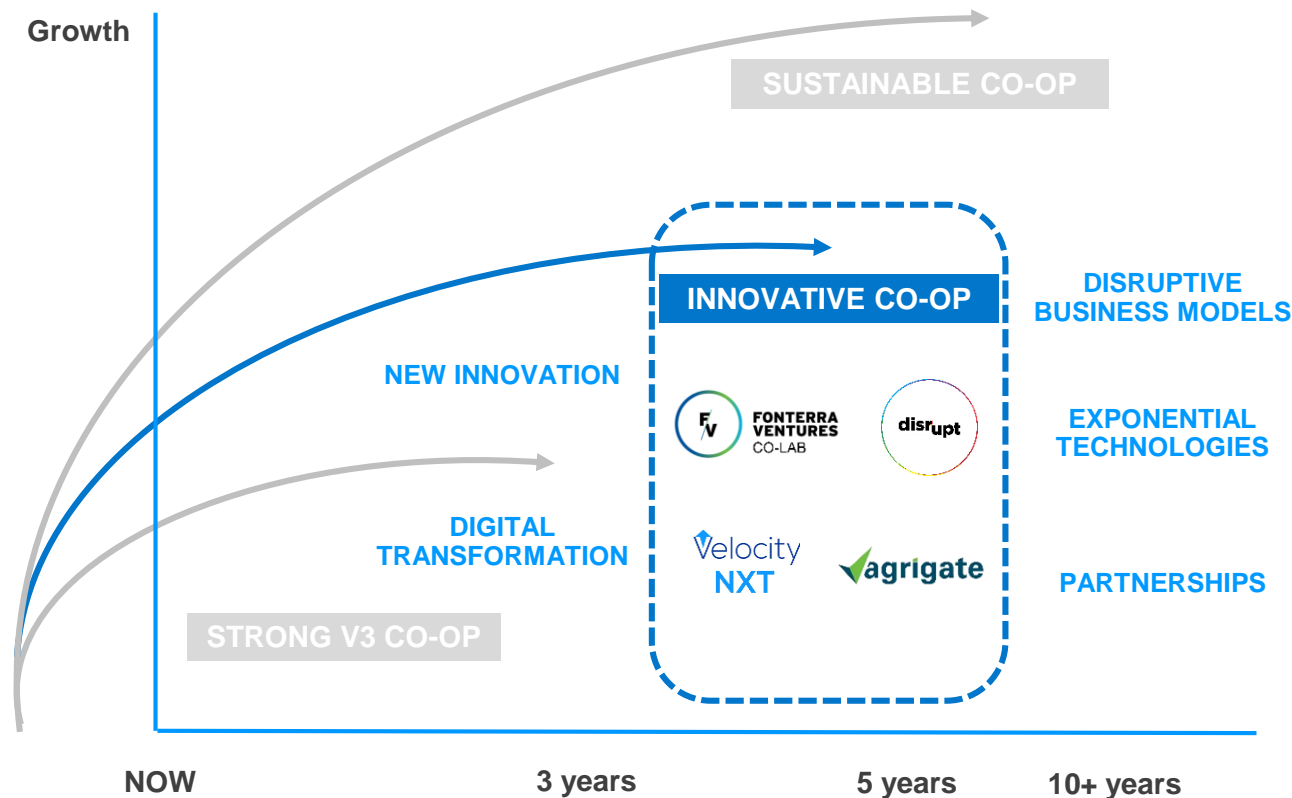 Growth
SUSTAINABLE CO-OP
INNOVATIVE CO-OP
DISRUPTIVE
BUSINESS MODELS
NEW INNOVATION
F/V
FONTERRA
VENTURES
CO-LAB
disrupt
EXPONENTIAL
TECHNOLOGIES
DIGITAL
TRANSFORMATION
Velocity
NXT
agrigate
PARTNERSHIPS
STRONG V3 CO-OP
NOW
3 years
5 years
10+ years